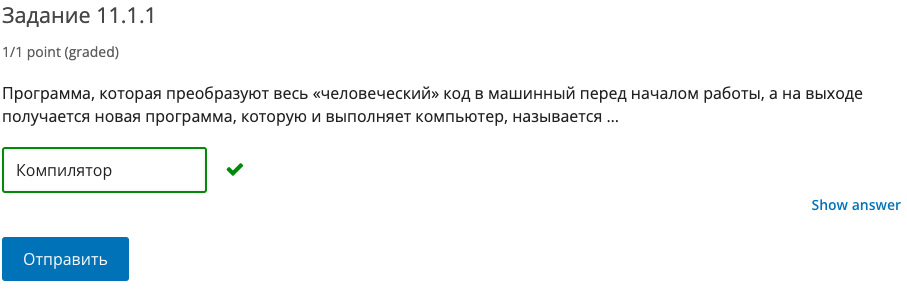 Задание 11.1.1
1/1 point (graded)
Программа, которая преобразуют весь «человеческий» код в машинный перед началом работы, а на выходе
получается новая программа, которую и выполняет компьютер, называется ...
Компилятор
Show answer
Отправить